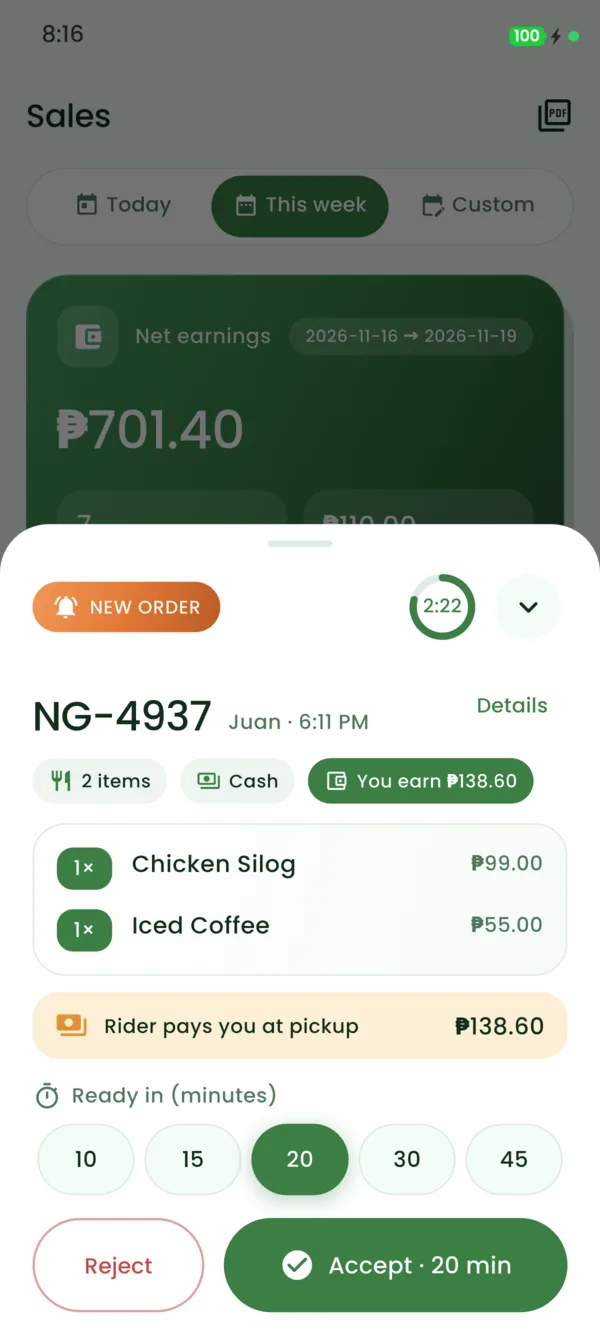 8:16
100
Sales
PDF
Today
This week
Custom
Net earnings
2026-11-16 → 2026-11-19
₱701.40
7
₱110.00
NEW ORDER
2:22
NG-4937 Juan · 6:11 PM
Details
2 items
Cash
You earn ₱138.60
1× Chicken Silog ₱99.00
1× Iced Coffee ₱55.00
Rider pays you at pickup ₱138.60
Ready in (minutes)
10 15 20 30 45
Reject
Accept · 20 min